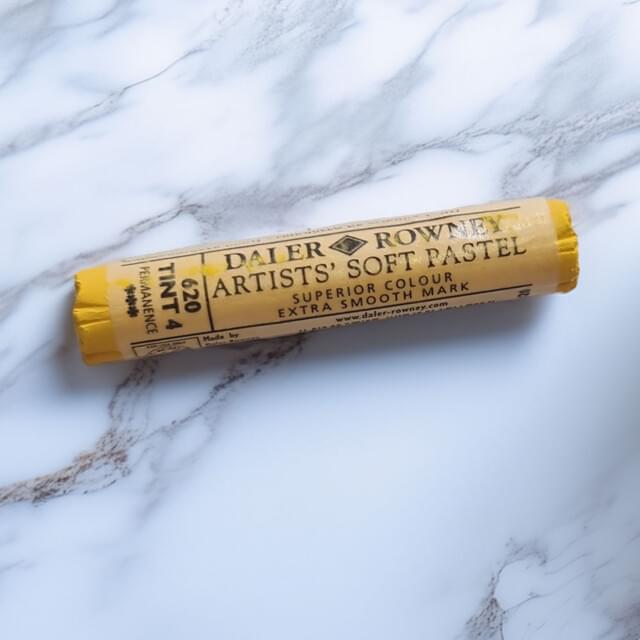 DALER ROWNEY
ARTISTS' SOFT PASTEL
SUPERIOR COLOUR
EXTRA SMOOTH MARK
www.daler-rowney.com
620
TINT 4
PERMANENCE
****
Made by